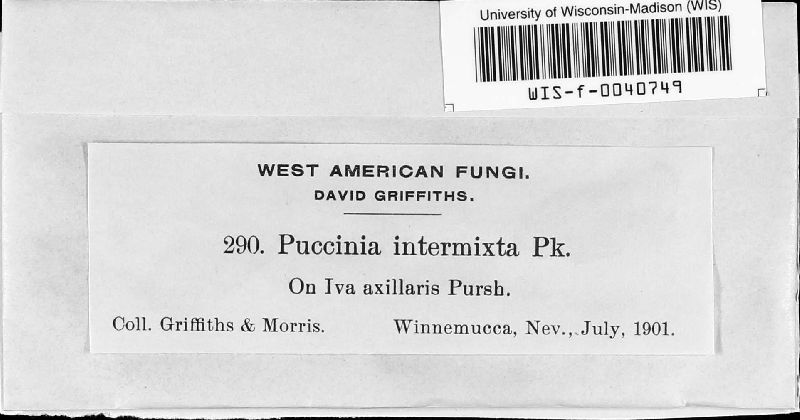 University of Wisconsin-Madison (WIS)
WIS-f-0040749
WEST AMERICAN FUNGI.
DAVID GRIFFITHS.
290. Puccinia intermixta Pk.
On Iva axillaris Pursh.
Coll. Griffiths & Morris. Winnemucca, Nev., July, 1901.